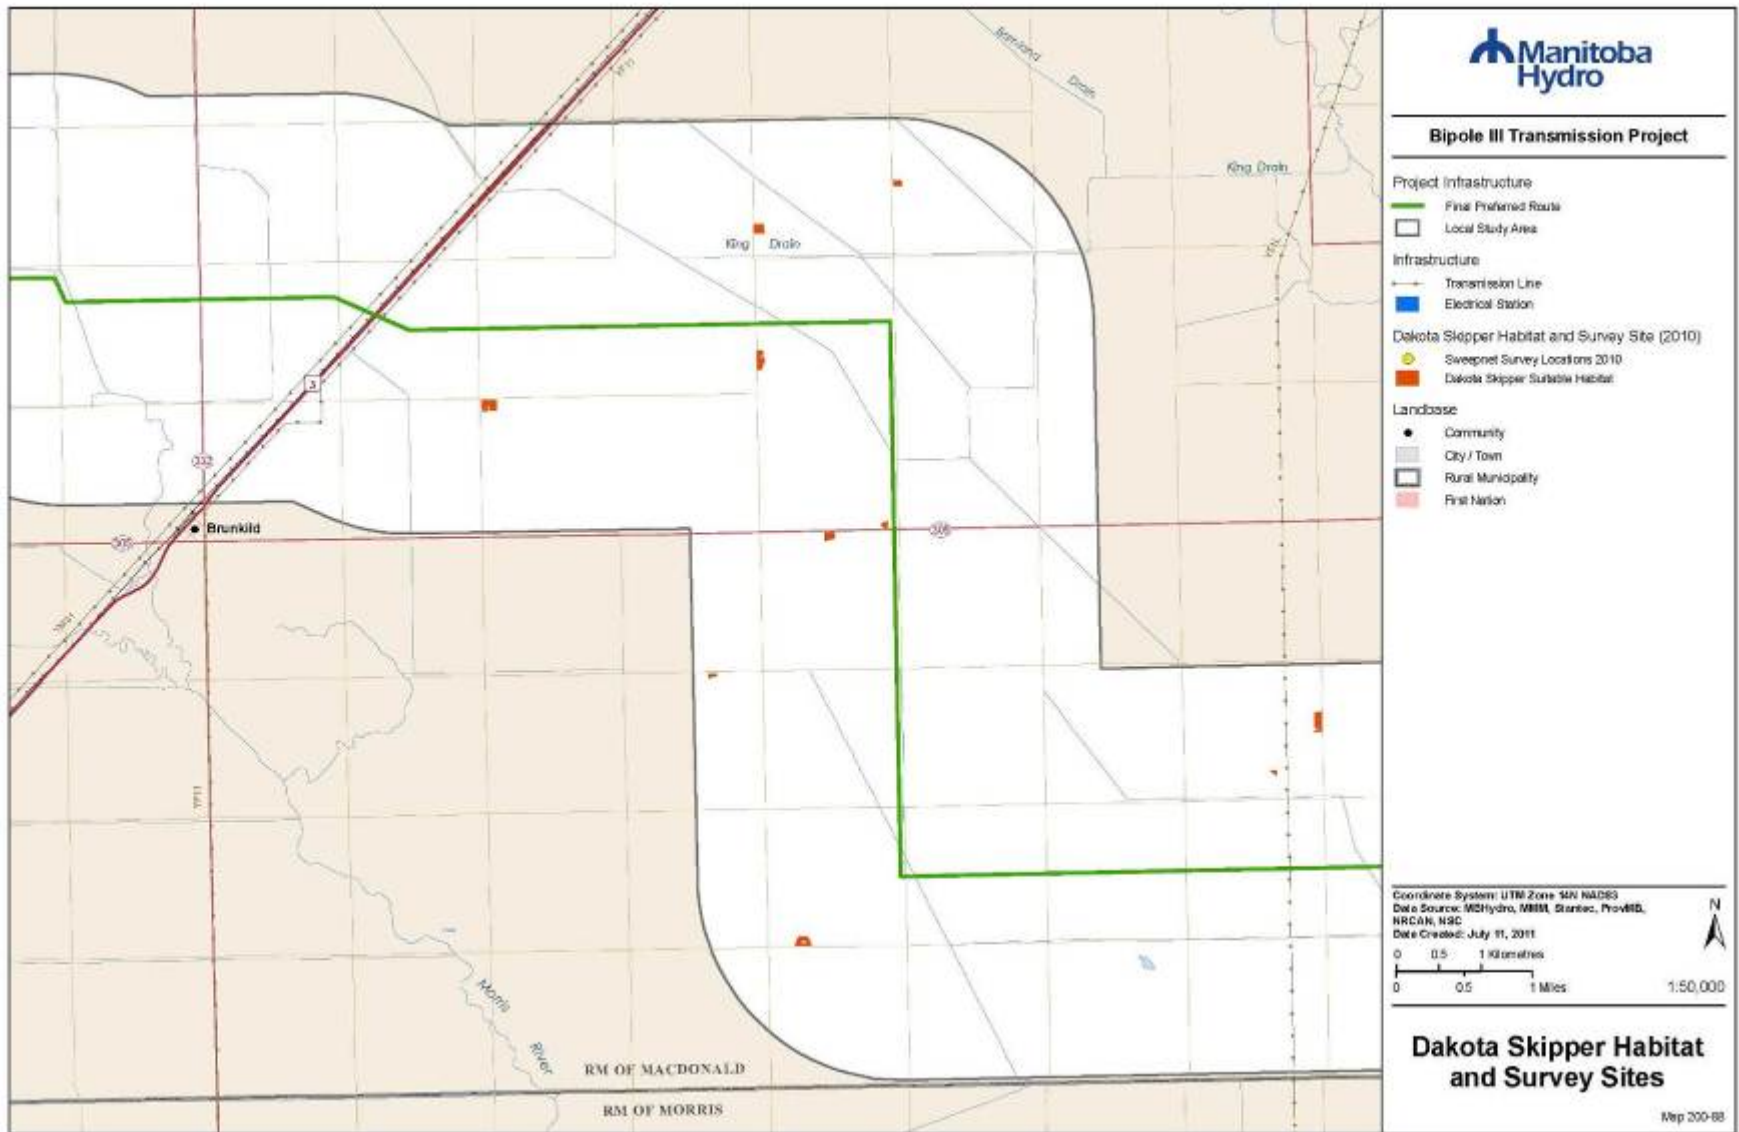 YF11
Drain
King Drain
King Drain
3
332
305
Brunkild
YF11
Morris
River
RM OF MACDONALD
RM OF MORRIS
Manitoba
Hydro
Bipole III Transmission Project
Project Infrastructure
Final Preferred Route
Local Study Area
Infrastructure
Transmission Line
Electrical Station
Dakota Skipper Habitat and Survey Site (2010)
Sweepnet Survey Locations 2010
Dakota Skipper Suitable Habitat
Landbase
Community
City / Town
Rural Municipality
First Nation
Coordinate System: UTM Zone 14N NAD83
Data Source: MBHydro, MMM, Stantec, ProvMB,
NRCAN, NSC
Date Created: July 11, 2011
N
0 0.5 1 Kilometres
0 0.5 1 Miles
1:50,000
Dakota Skipper Habitat
and Survey Sites
Map 200-88